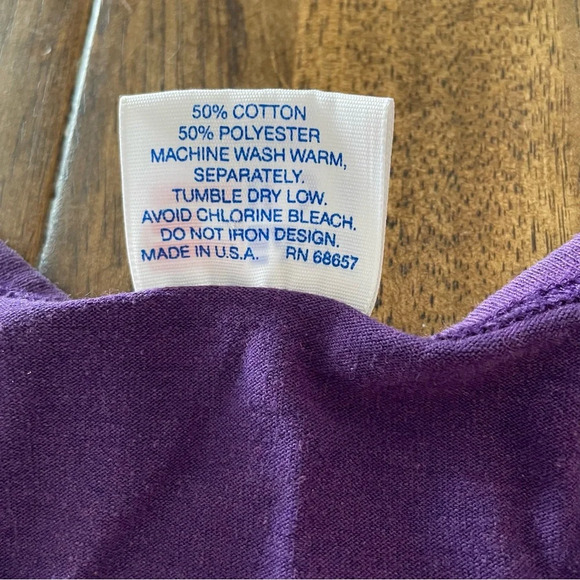 50% COTTON
50% POLYESTER
MACHINE WASH WARM,
SEPARATELY.
TUMBLE DRY LOW.
AVOID CHLORINE BLEACH.
DO NOT IRON DESIGN.
MADE IN U.S.A. RN 68657